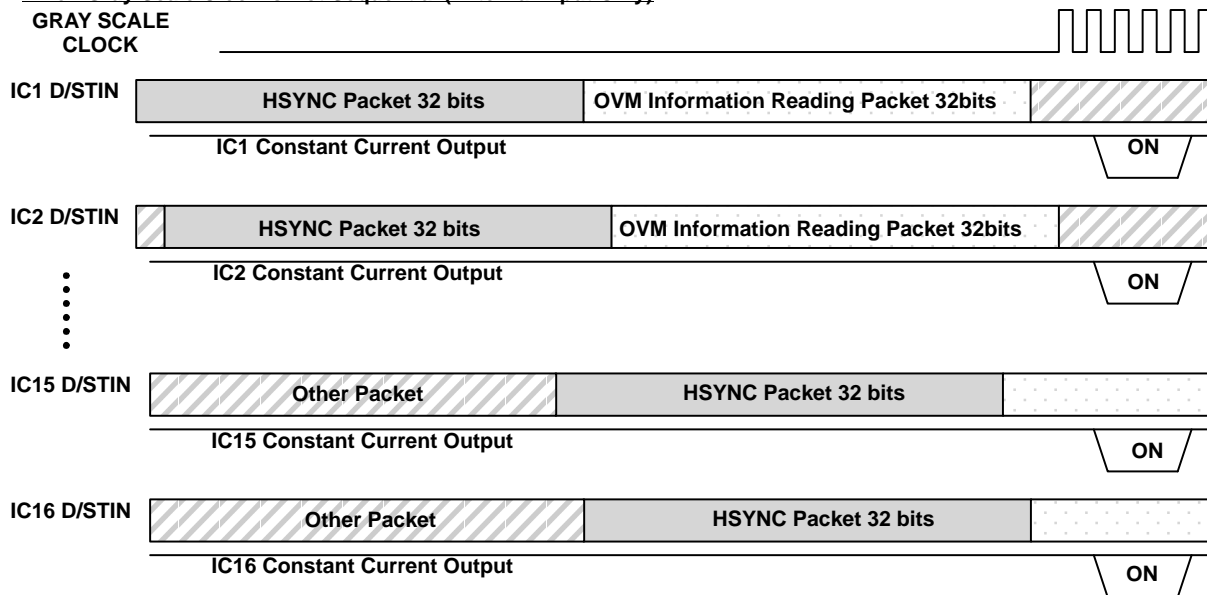 GRAY SCALE
CLOCK
IC1 D/STIN
HSYNC Packet 32 bits
OVM Information Reading Packet 32bits
IC1 Constant Current Output
ON
IC2 D/STIN
HSYNC Packet 32 bits
OVM Information Reading Packet 32bits
IC2 Constant Current Output
ON
IC15 D/STIN
Other Packet
HSYNC Packet 32 bits
IC15 Constant Current Output
ON
IC16 D/STIN
Other Packet
HSYNC Packet 32 bits
IC16 Constant Current Output
ON